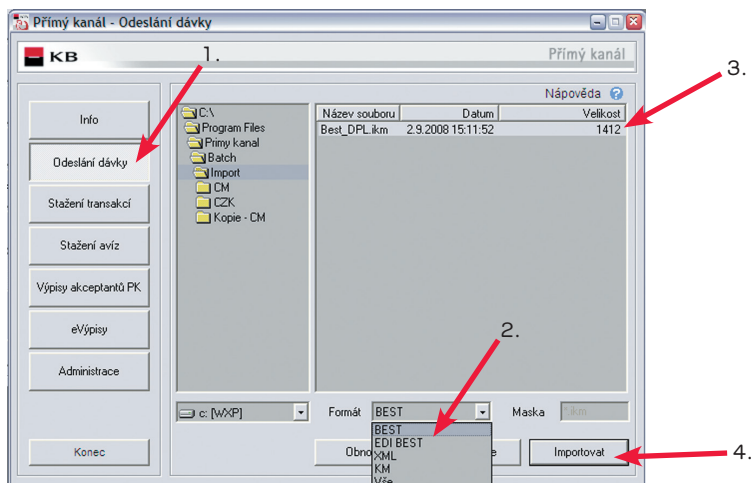 Přímý kanál - Odeslání dávky
KB
Přímý kanál
1.
3.
Nápověda ?
Info
Odeslání dávky
Stažení transakcí
Stažení avíz
Výpisy akceptantů PK
eVýpisy
Administrace
Konec
C:\
Program Files
Primy kanal
Batch
Import
CM
CZK
Kopie - CM
Název souboru Datum Velikost
Best_DPL.ikm 2.9.2008 15:11:52 1412
2.
c: [WXP]
Formát BEST
Maska *.ikm
BEST
EDI BEST
XML
KM
Vše
Obno
e
Importovat
4.